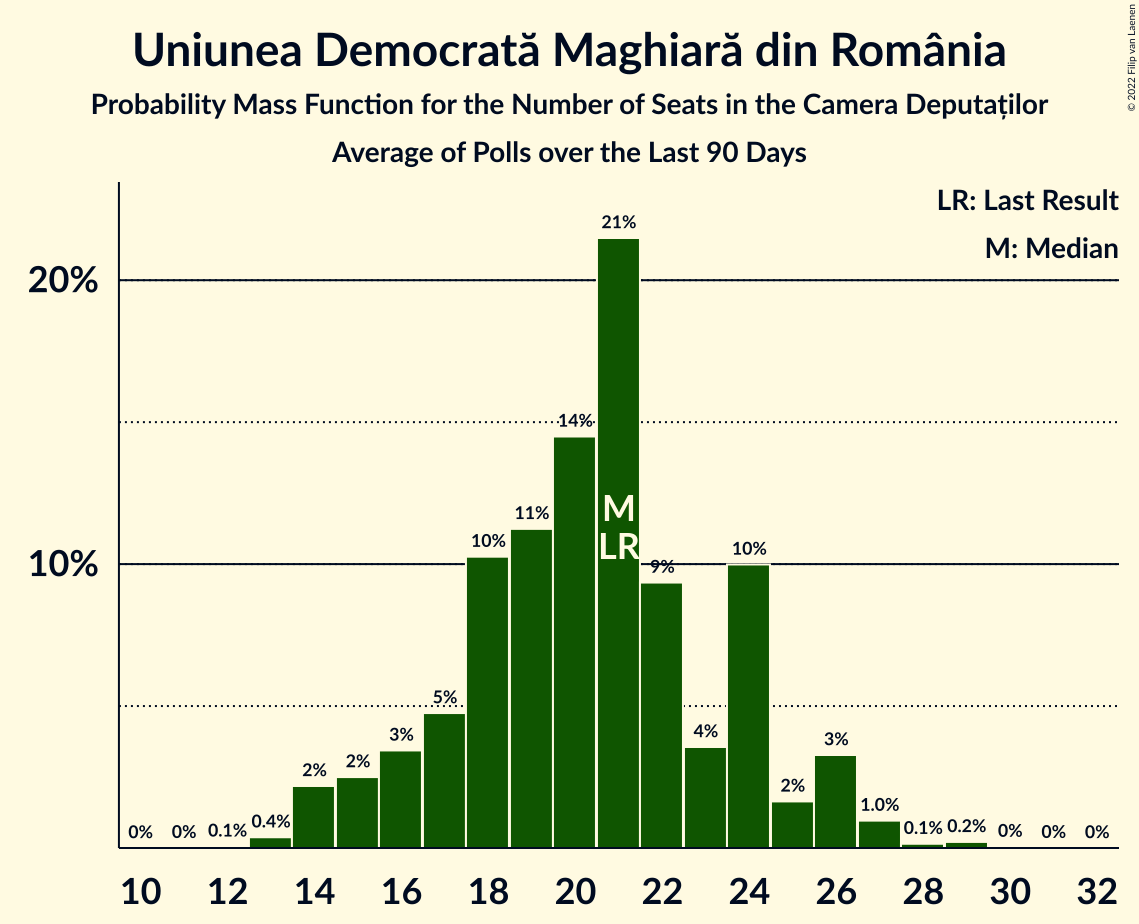 Uniunea Democrată Maghiară din România
Probability Mass Function for the Number of Seats in the Camera Deputaților
Average of Polls over the Last 90 Days
© 2022 Filip van Laenen
LR: Last Result
M: Median
20%
10%
0% 0% 0.1% 0.4% 2% 2% 3% 5% 10% 11% 14% 21% 9% 4% 10% 2% 3% 1.0% 0.1% 0.2% 0% 0% 0%
M
LR
10 12 14 16 18 20 22 24 26 28 30 32